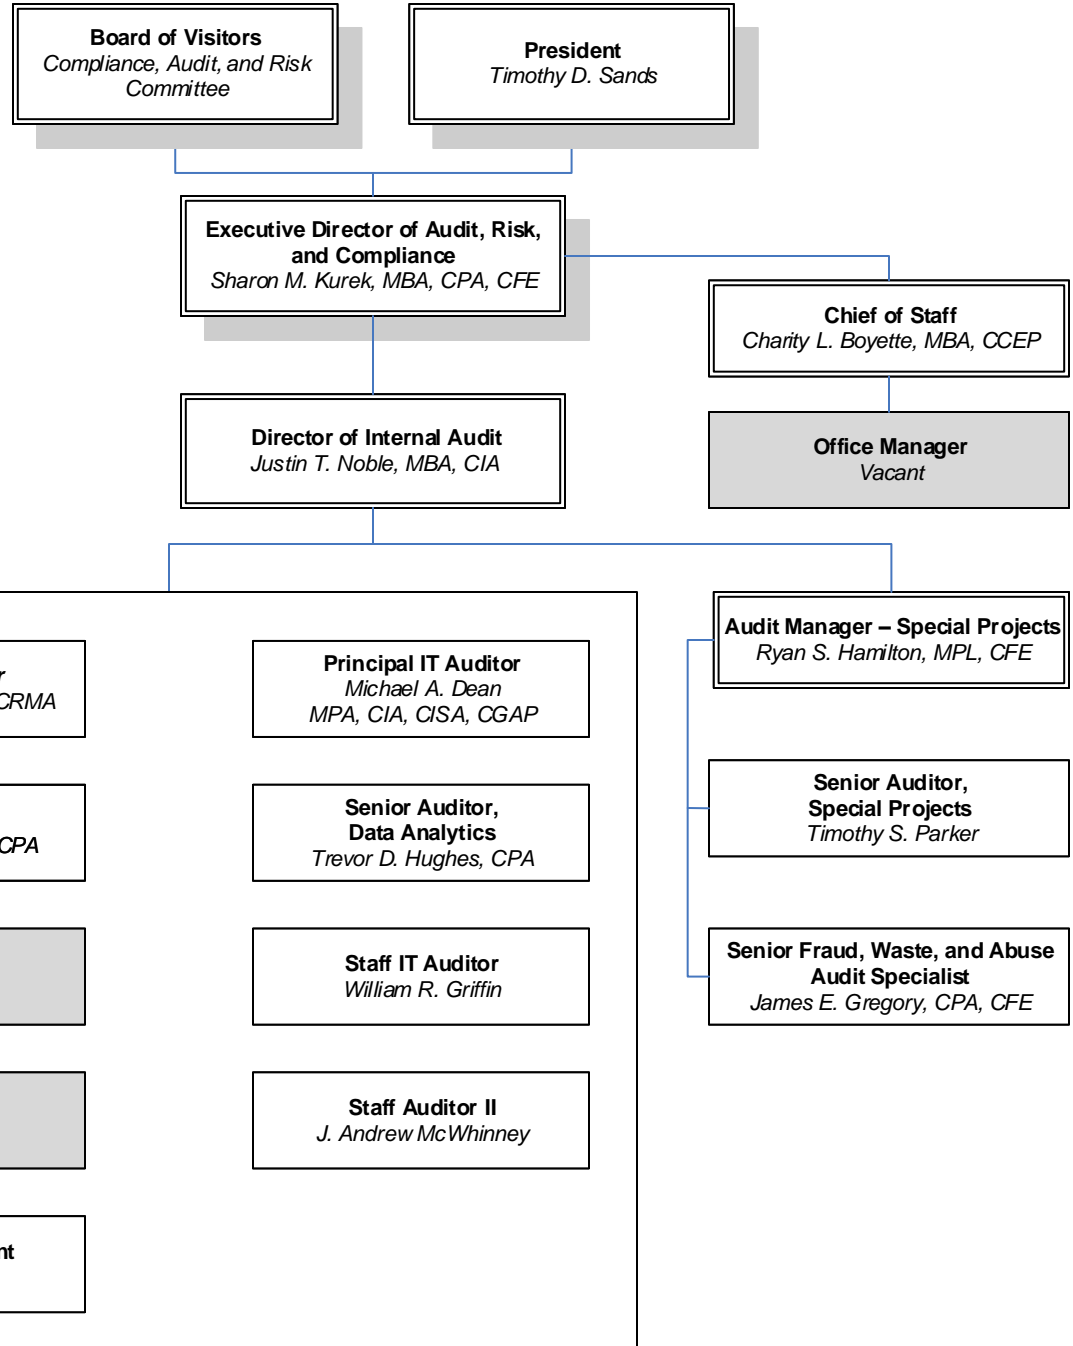 Board of Visitors
Compliance, Audit, and Risk
Committee
President
Timothy D. Sands
Executive Director of Audit, Risk,
and Compliance
Sharon M. Kurek, MBA, CPA, CFE
Chief of Staff
Charity L. Boyette, MBA, CCEP
Director of Internal Audit
Justin T. Noble, MBA, CIA
Office Manager
Vacant
CRMA
Principal IT Auditor
Michael A. Dean
MPA, CIA, CISA, CGAP
Audit Manager – Special Projects
Ryan S. Hamilton, MPL, CFE
CPA
Senior Auditor,
Data Analytics
Trevor D. Hughes, CPA
Senior Auditor,
Special Projects
Timothy S. Parker
Staff IT Auditor
William R. Griffin
Senior Fraud, Waste, and Abuse
Audit Specialist
James E. Gregory, CPA, CFE
Staff Auditor II
J. Andrew McWhinney